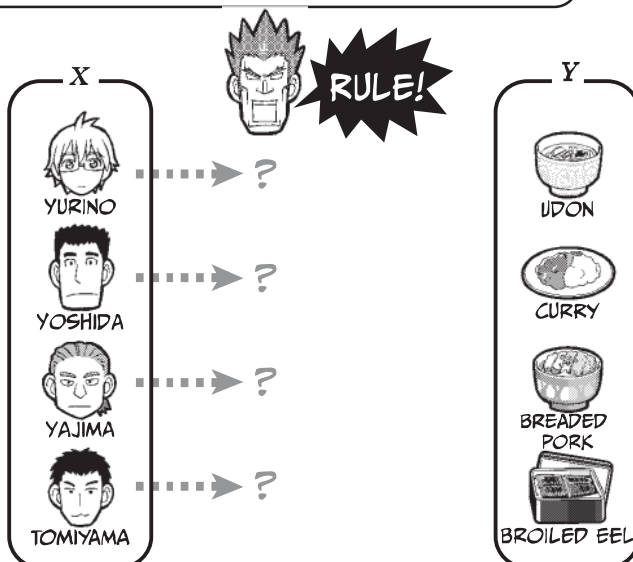 X
RULE!
Y
YURINO
?
UDON
YOSHIDA
?
CURRY
YAJIMA
?
BREADED
PORK
TOMIYAMA
?
BROILED EEL